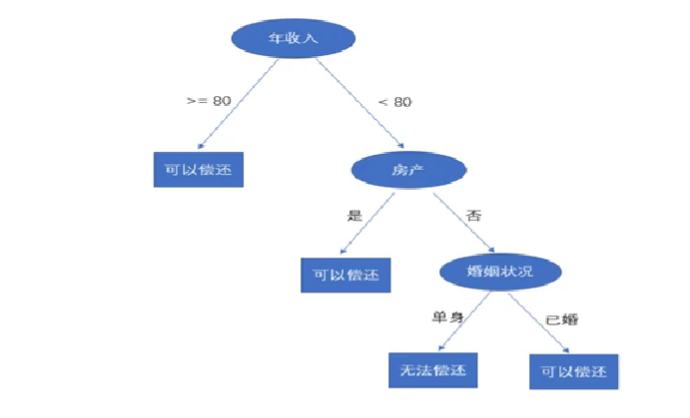 年收入
>= 80
< 80
可以偿还
房产
是
否
可以偿还
婚姻状况
单身
已婚
无法偿还
可以偿还